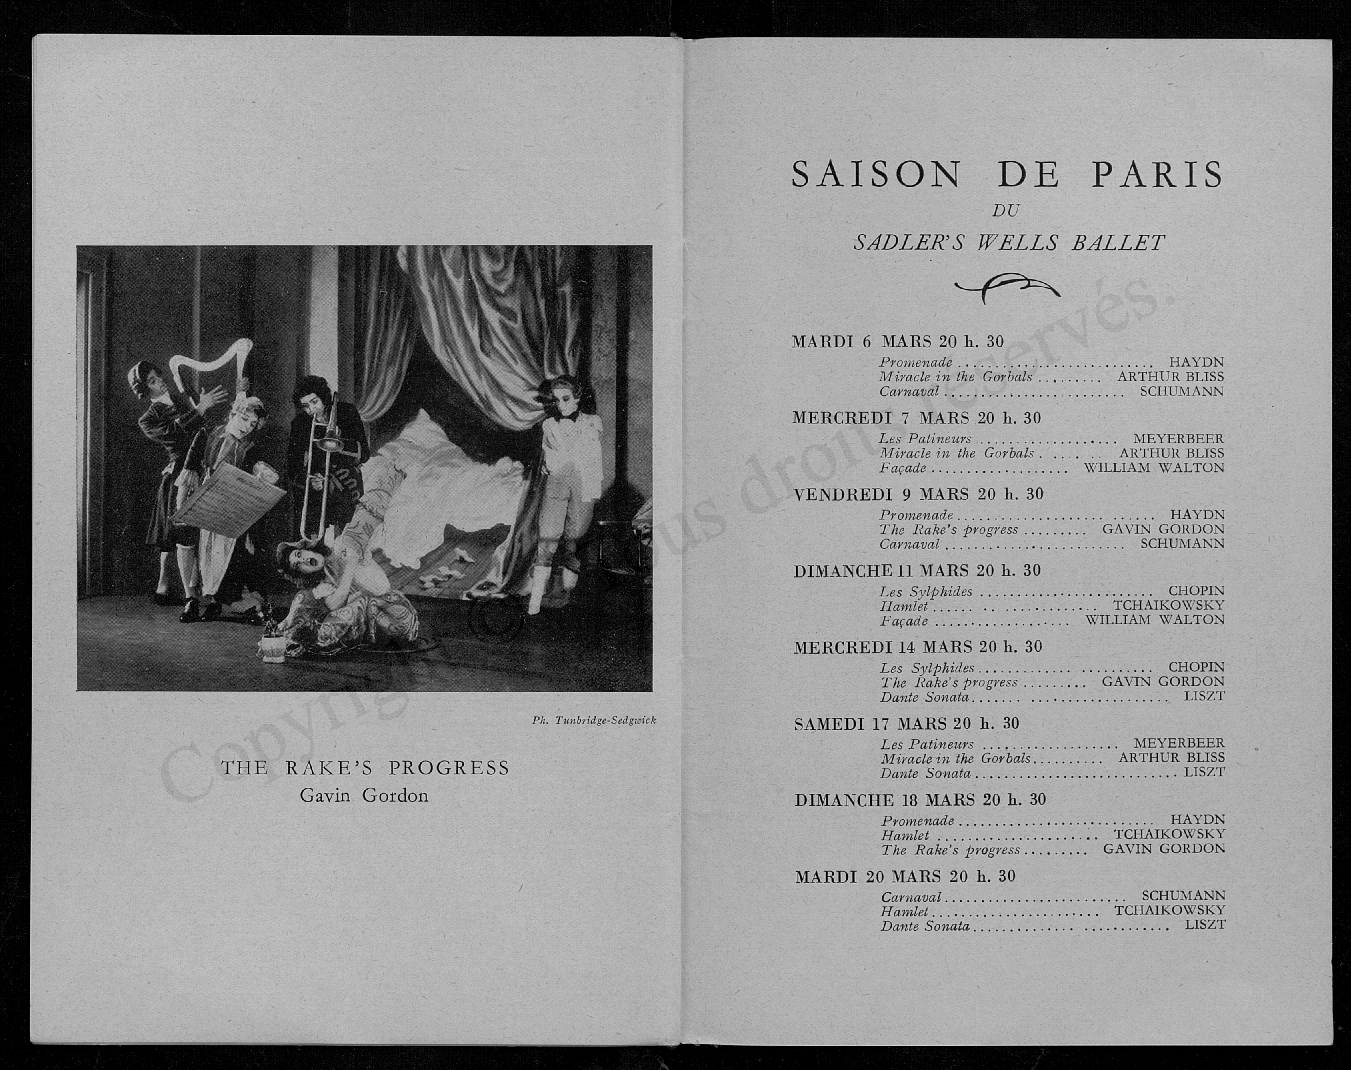 Ph. Tunbridge-Sedgwick
THE RAKE'S PROGRESS
Gavin Gordon
SAISON DE PARIS
DU
SADLER'S WELLS BALLET
MARDI 6 MARS 20 h. 30
Promenade ........................... HAYDN
Miracle in the Gorbals ......... ARTHUR BLISS
Carnaval ......................... SCHUMANN
MERCREDI 7 MARS 20 h. 30
Les Patineurs ................... MEYERBEER
Miracle in the Gorbals ......... ARTHUR BLISS
Façade ................... WILLIAM WALTON
VENDREDI 9 MARS 20 h. 30
Promenade ........................... HAYDN
The Rake's progress ......... GAVIN GORDON
Carnaval ......................... SCHUMANN
DIMANCHE 11 MARS 20 h. 30
Les Sylphides ........................ CHOPIN
Hamlet ....................... TCHAIKOWSKY
Façade ................... WILLIAM WALTON
MERCREDI 14 MARS 20 h. 30
Les Sylphides ........................ CHOPIN
The Rake's progress ......... GAVIN GORDON
Dante Sonata ........................... LISZT
SAMEDI 17 MARS 20 h. 30
Les Patineurs ................... MEYERBEER
Miracle in the Gorbals .......... ARTHUR BLISS
Dante Sonata ............................ LISZT
DIMANCHE 18 MARS 20 h. 30
Promenade ........................... HAYDN
Hamlet ...................... TCHAIKOWSKY
The Rake's progress ......... GAVIN GORDON
MARDI 20 MARS 20 h. 30
Carnaval ......................... SCHUMANN
Hamlet ....................... TCHAIKOWSKY
Dante Sonata ........................... LISZT
Copyright © droits réservés.